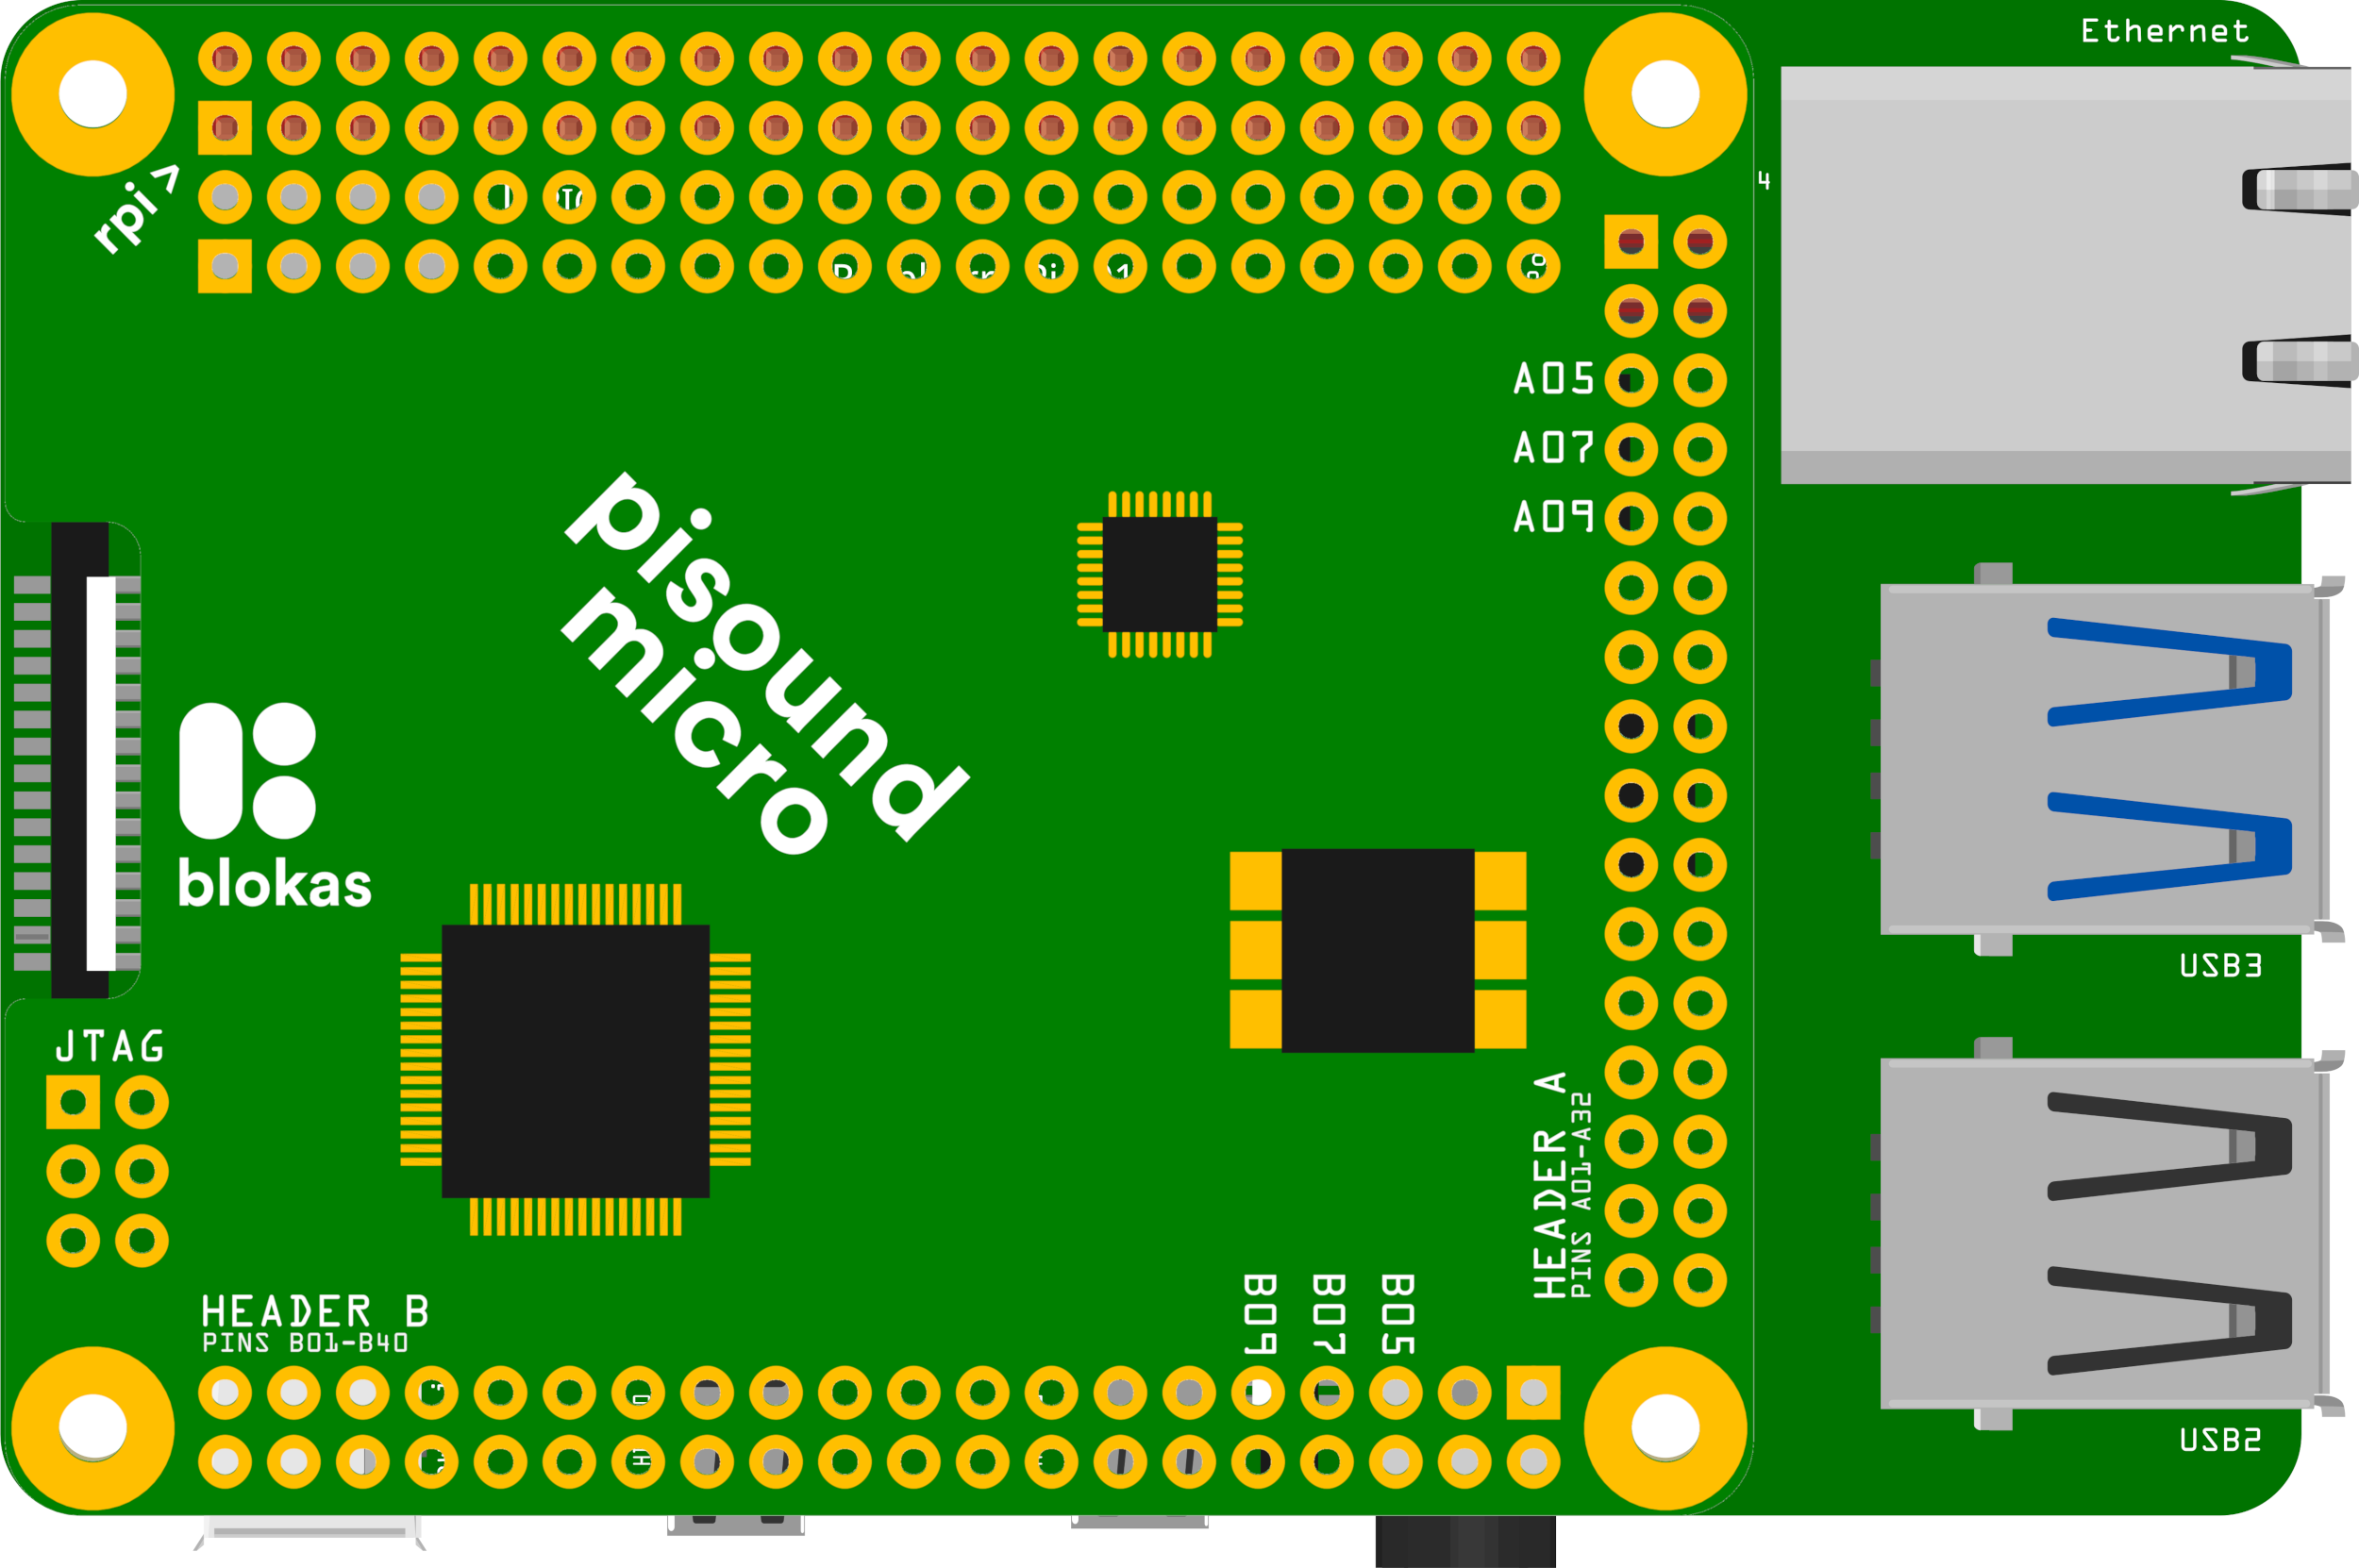 Ethernet
rpi >
4
A05
A07
A09
pisound
micro
blokas
USB3
JTAG
HEADER A
PINS A01-A32
B09
B07
B05
HEADER B
PINS B01-B40
USB2